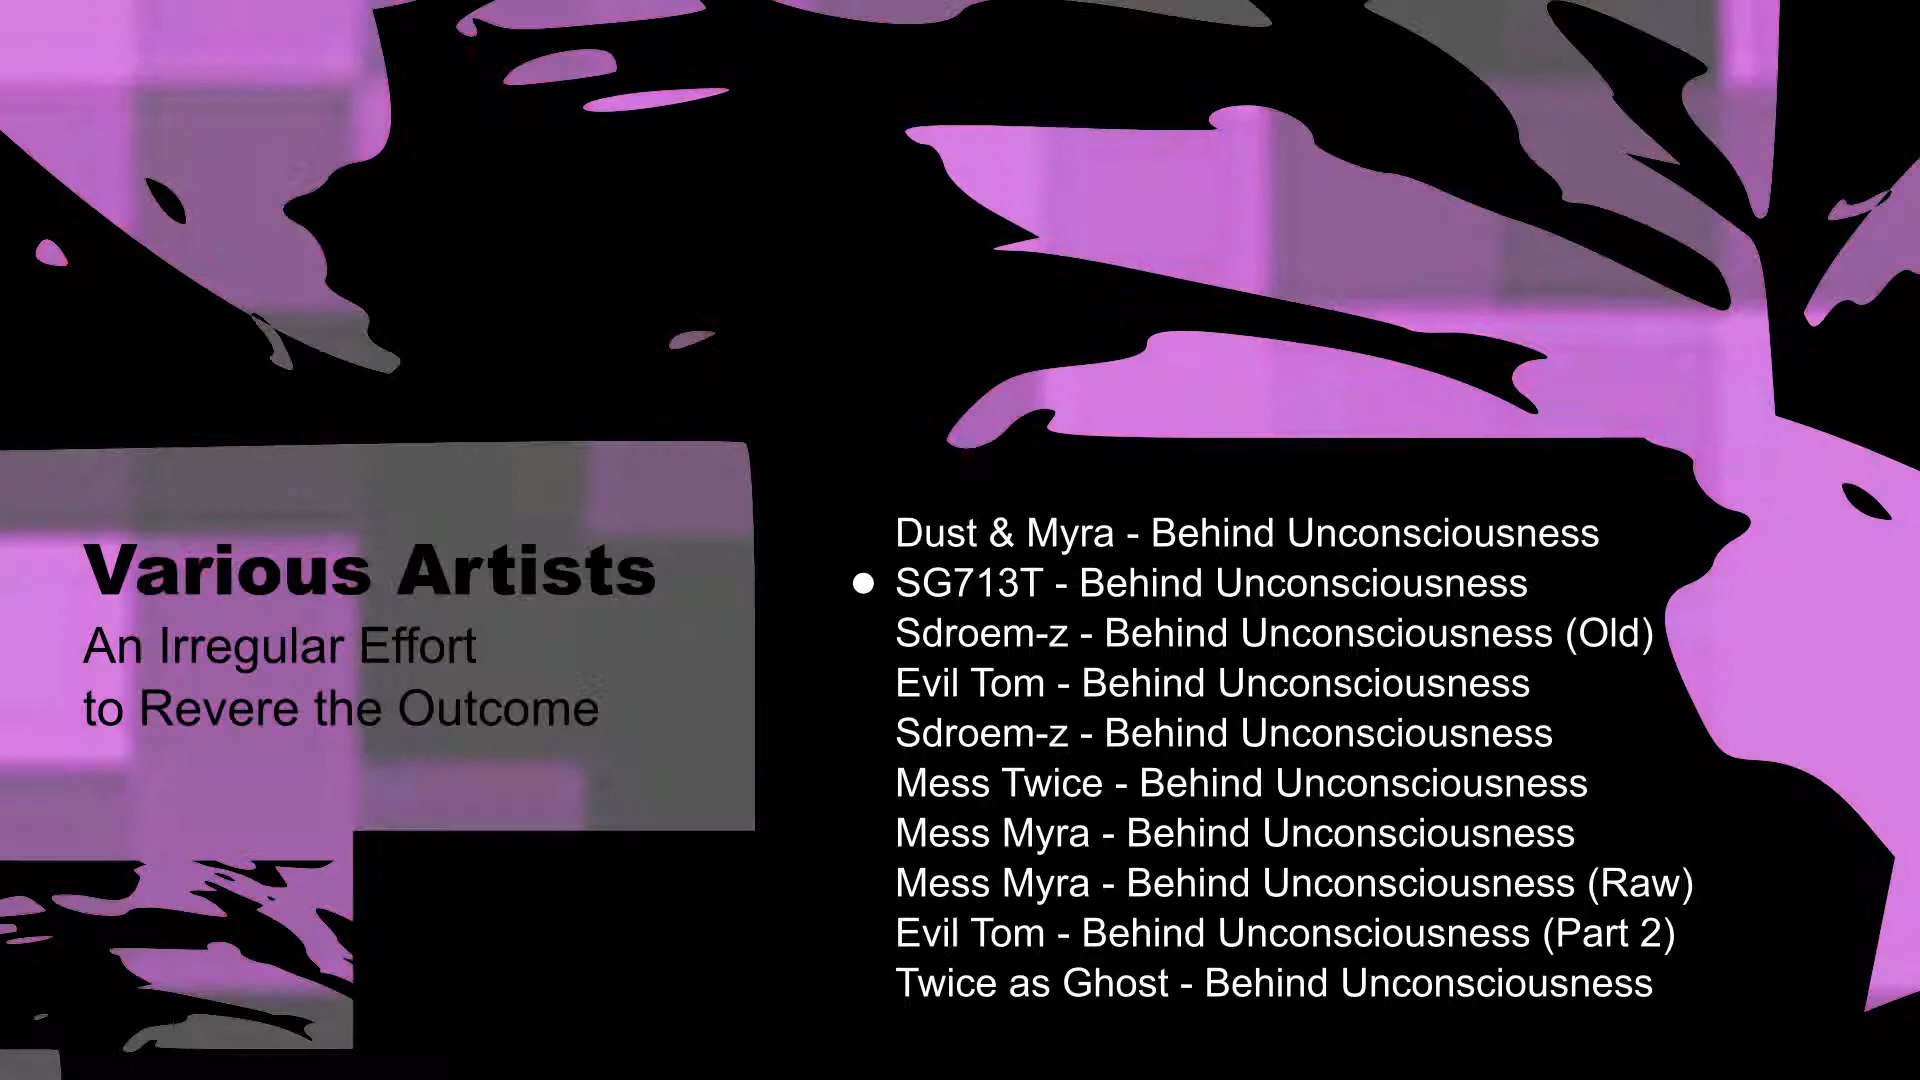 Various Artists
An Irregular Effort
to Revere the Outcome
Dust & Myra - Behind Unconsciousness
SG713T - Behind Unconsciousness
Sdroem-z - Behind Unconsciousness (Old)
Evil Tom - Behind Unconsciousness
Sdroem-z - Behind Unconsciousness
Mess Twice - Behind Unconsciousness
Mess Myra - Behind Unconsciousness
Mess Myra - Behind Unconsciousness (Raw)
Evil Tom - Behind Unconsciousness (Part 2)
Twice as Ghost - Behind Unconsciousness